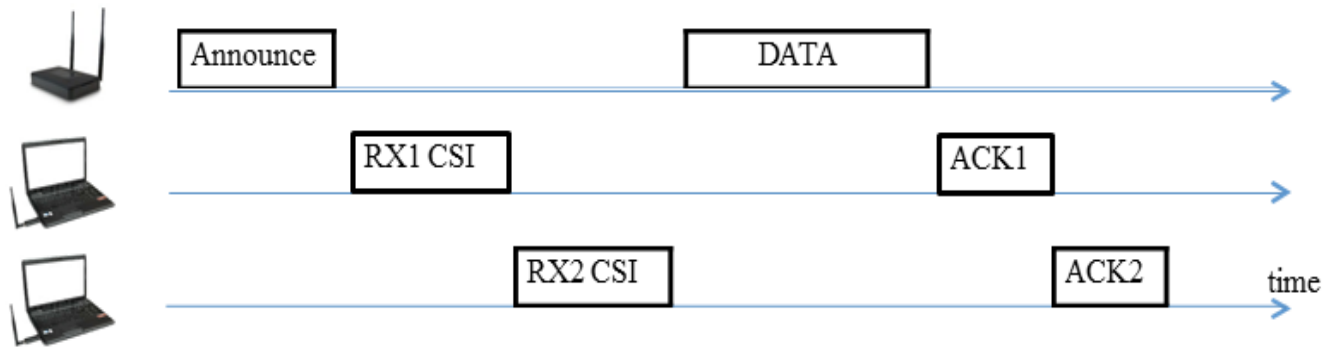 Announce
DATA
RX1 CSI
ACK1
RX2 CSI
ACK2
time